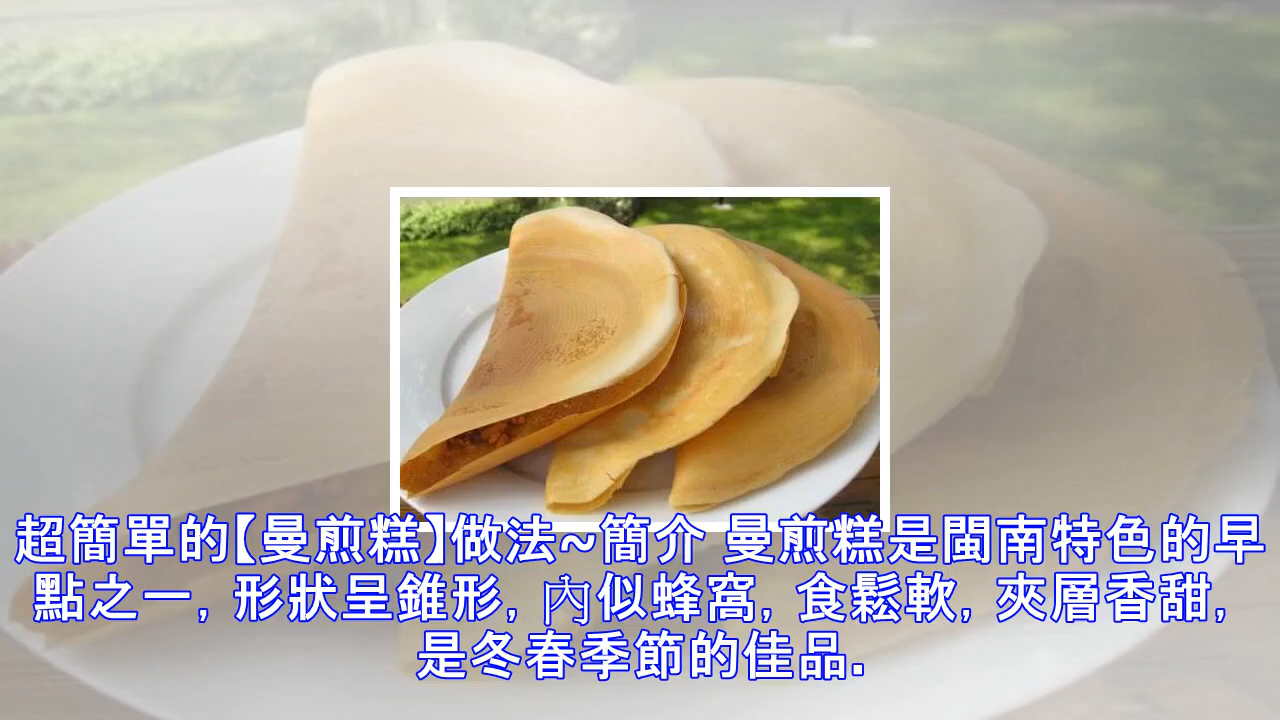 超簡單的【曼煎糕】做法~簡介 曼煎糕是閩南特色的早
點之一, 形狀呈錐形, 內似蜂窩, 食鬆軟, 夾層香甜,
是冬春季節的佳品.